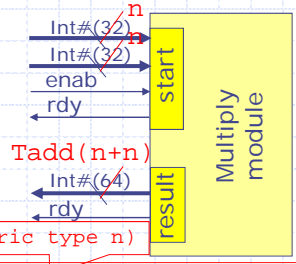 n
Int#(32)
n
Int#(32)
enab
rdy
start
Multiply
module
Tadd(n+n)
Int#(64)
rdy
result
ric type n)